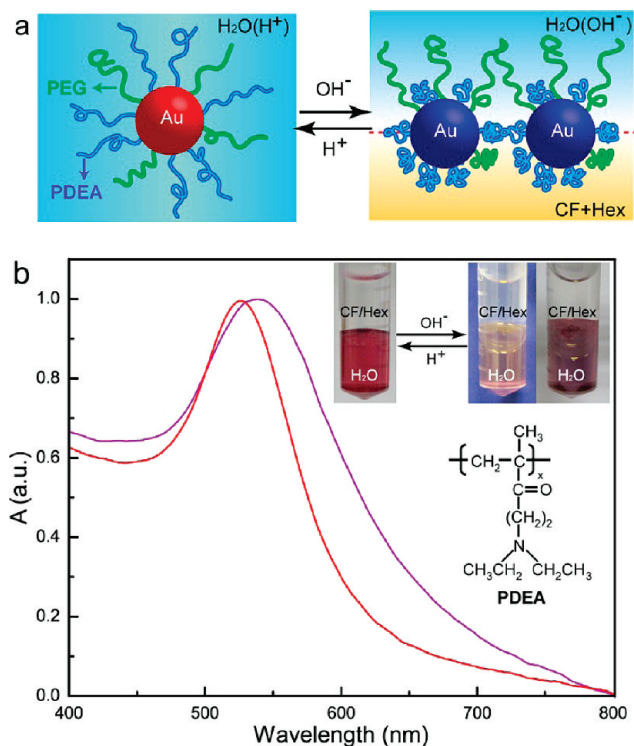 a
H₂O(H⁺)
PEG
Au
PDEA
OH⁻
H⁺
H₂O(OH⁻)
Au
Au
CF+Hex
b
A (a.u.)
1.0
0.8
0.6
0.4
0.2
0.0
400
500
600
700
800
Wavelength (nm)
CF/Hex
H₂O
OH⁻
H⁺
CF/Hex
H₂O
CF/Hex
H₂O
CH₃
CH₂
C
x
C=O
(CH₂)₂
N
CH₃CH₂ CH₂CH₃
PDEA